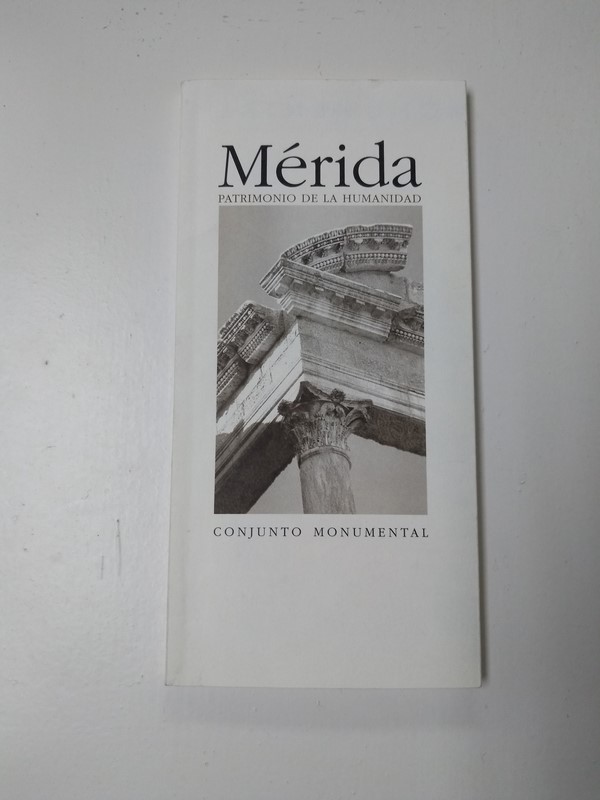 Mérida
PATRIMONIO DE LA HUMANIDAD
CONJUNTO MONUMENTAL